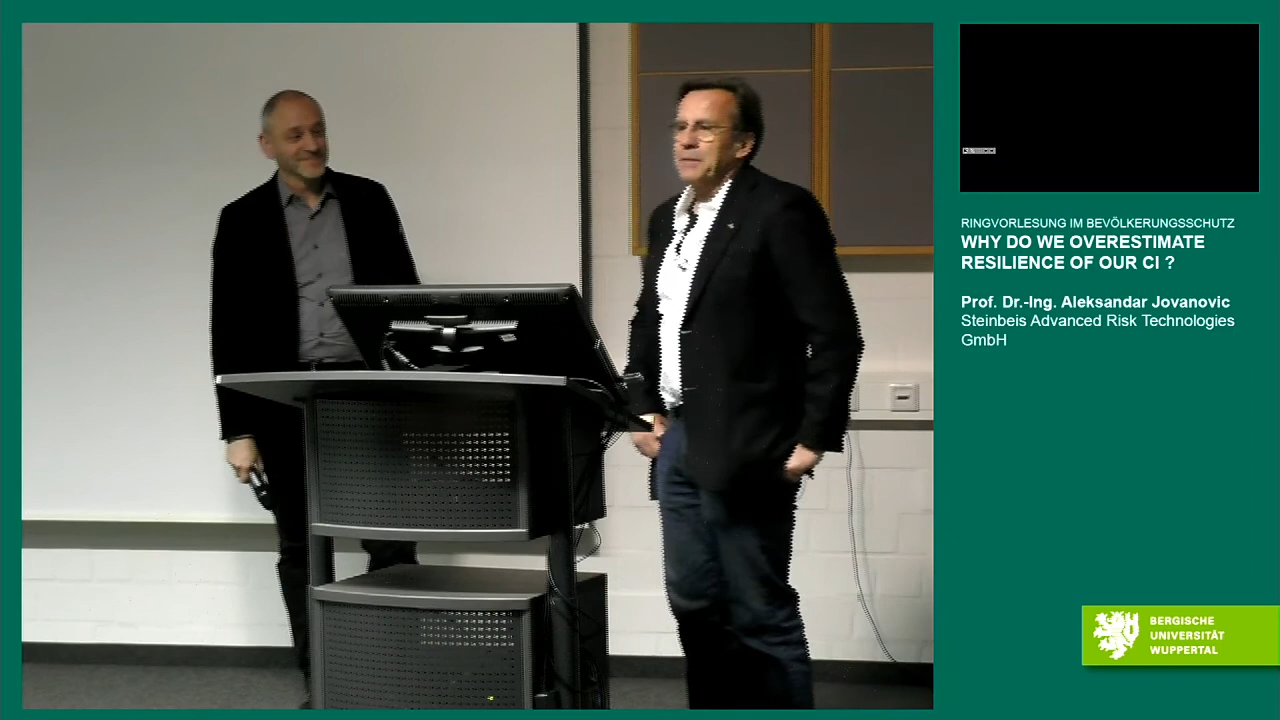 RINGVORLESUNG IM BEVÖLKERUNGSSCHUTZ
WHY DO WE OVERESTIMATE
RESILIENCE OF OUR CI ?
Prof. Dr.-Ing. Aleksandar Jovanovic
Steinbeis Advanced Risk Technologies
GmbH
BERGISCHE
UNIVERSITÄT
WUPPERTAL